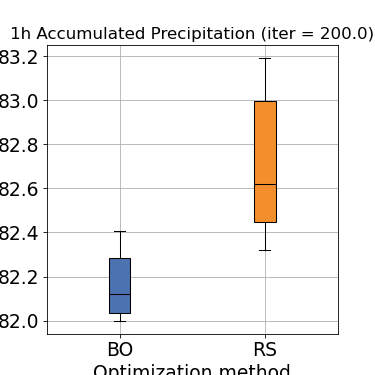 1h Accumulated Precipitation (iter = 200.0)
83.2
83.0
82.8
82.6
82.4
82.2
82.0
BO RS
Optimization method